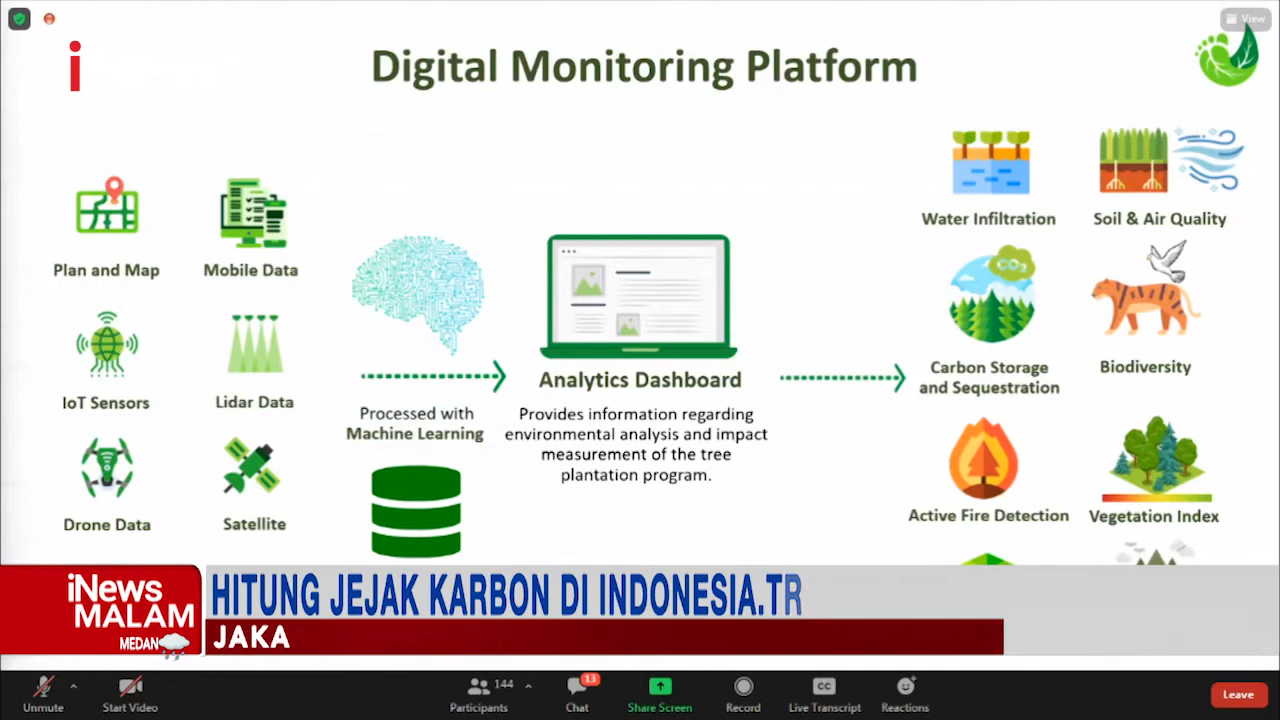 View
i
Digital Monitoring Platform
Plan and Map
Mobile Data
IoT Sensors
Lidar Data
Drone Data
Satellite
Processed with
Machine Learning
Analytics Dashboard
Provides information regarding
environmental analysis and impact
measurement of the tree
plantation program.
Water Infiltration
Soil & Air Quality
CO2
Carbon Storage
and Sequestration
Biodiversity
Active Fire Detection
Vegetation Index
iNews
MALAM
MEDAN
HITUNG JEJAK KARBON DI INDONESIA.TR
JAKA
Unmute
Start Video
144
Participants
13
Chat
Share Screen
Record
CC
Live Transcript
Reactions
Leave